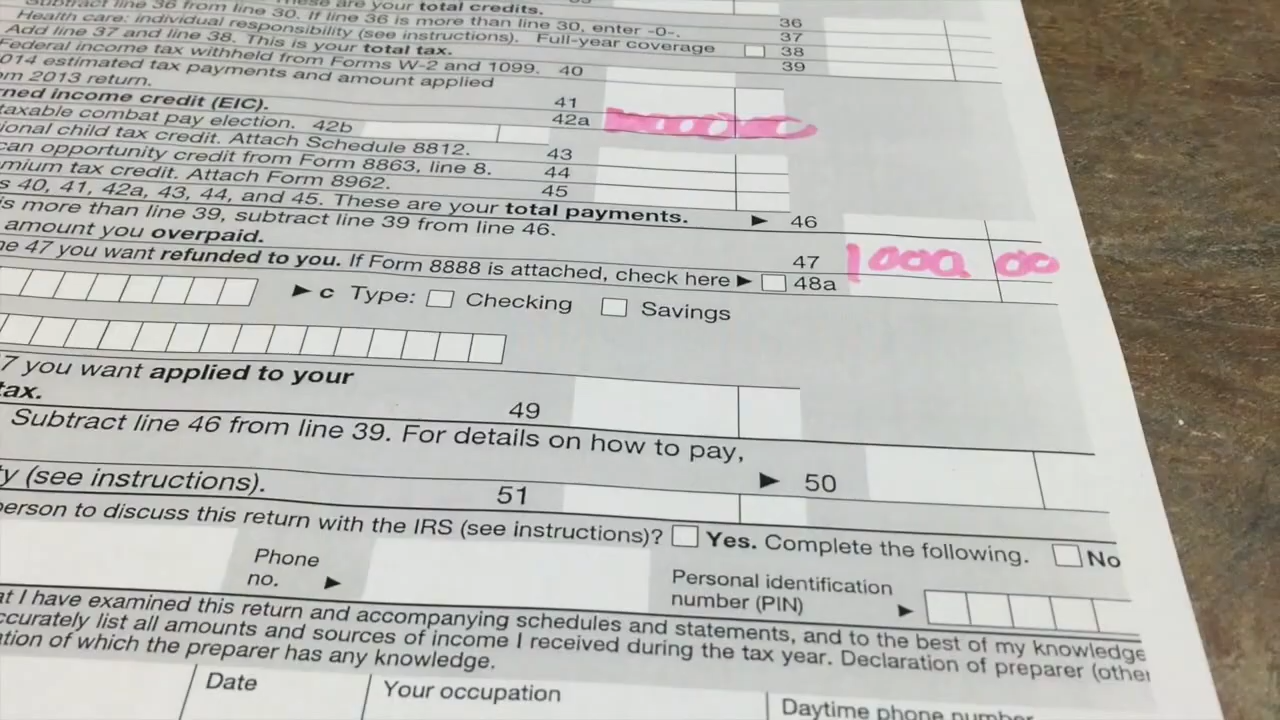 Subtract line 36 from line 30. If line 36 is more than line 30, enter -0-. 37
These are your total credits. 36
Health care: individual responsibility (see instructions). Full-year coverage 38
Add line 37 and line 38. This is your total tax. 39
Federal income tax withheld from Forms W-2 and 1099. 40
014 estimated tax payments and amount applied
om 2013 return. 41
ned income credit (EIC). 42a
taxable combat pay election. 42b
ional child tax credit. Attach Schedule 8812. 43
can opportunity credit from Form 8863, line 8. 44
mium tax credit. Attach Form 8962. 45
s 40, 41, 42a, 43, 44, and 45. These are your total payments. ► 46
is more than line 39, subtract line 39 from line 46.
amount you overpaid. 47 1000.00
ne 47 you want refunded to you. If Form 8888 is attached, check here ► 48a
► c Type: Checking Savings
7 you want applied to your
tax. 49
Subtract line 46 from line 39. For details on how to pay,
► 50
y (see instructions). 51
person to discuss this return with the IRS (see instructions)? Yes. Complete the following. No
Phone
no. ►
Personal identification
number (PIN) ►
at I have examined this return and accompanying schedules and statements, and to the best of my knowledge
ccurately list all amounts and sources of income I received during the tax year. Declaration of preparer (other
ation of which the preparer has any knowledge.
Date Your occupation Daytime phone number